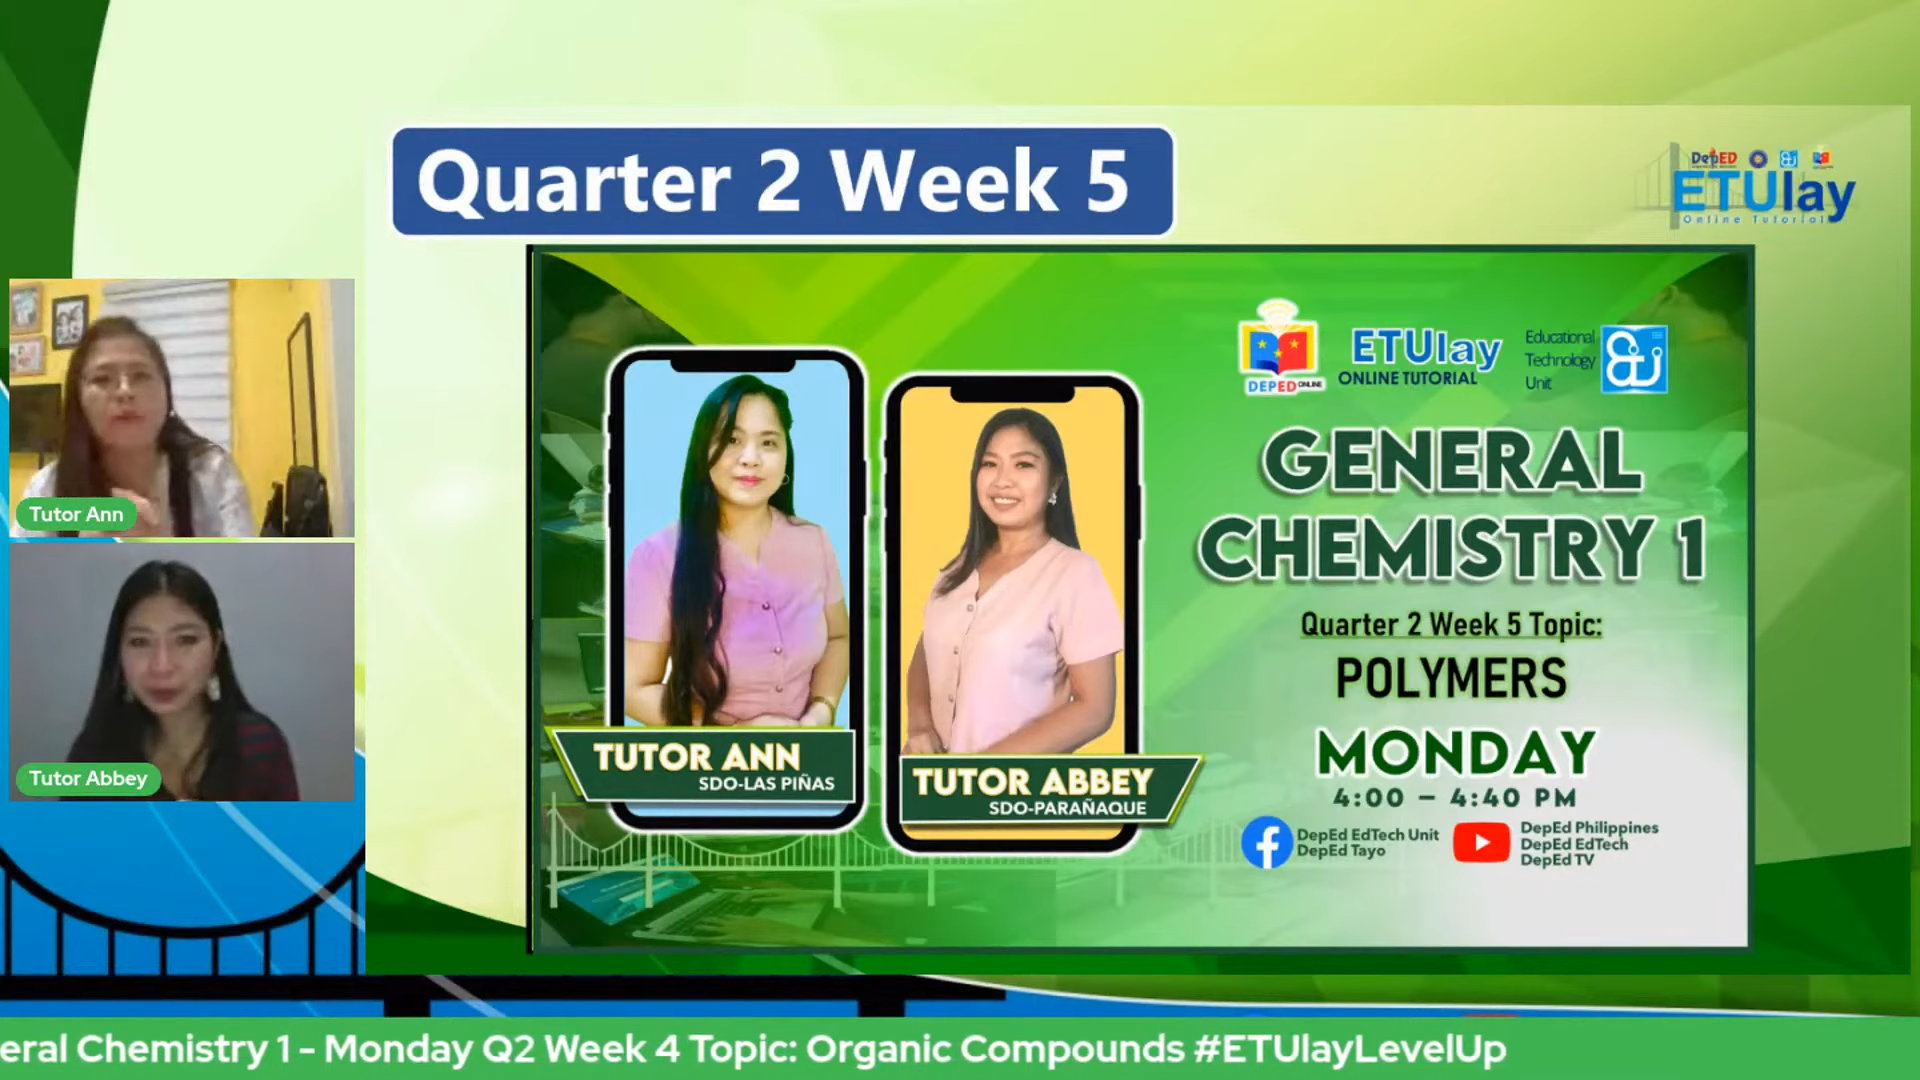 Quarter 2 Week 5
DepED
ETUlay
Online Tutorial
Tutor Ann
Tutor Abbey
DEPED ONLINE
ETUlay
ONLINE TUTORIAL
Educational
Technology
Unit
GENERAL
CHEMISTRY 1
Quarter 2 Week 5 Topic:
POLYMERS
MONDAY
4:00 – 4:40 PM
TUTOR ANN
SDO-LAS PIÑAS
TUTOR ABBEY
SDO-PARAÑAQUE
DepEd EdTech Unit
DepEd Tayo
DepEd Philippines
DepEd EdTech
DepEd TV
eral Chemistry 1 - Monday Q2 Week 4 Topic: Organic Compounds #ETUlayLevelUp